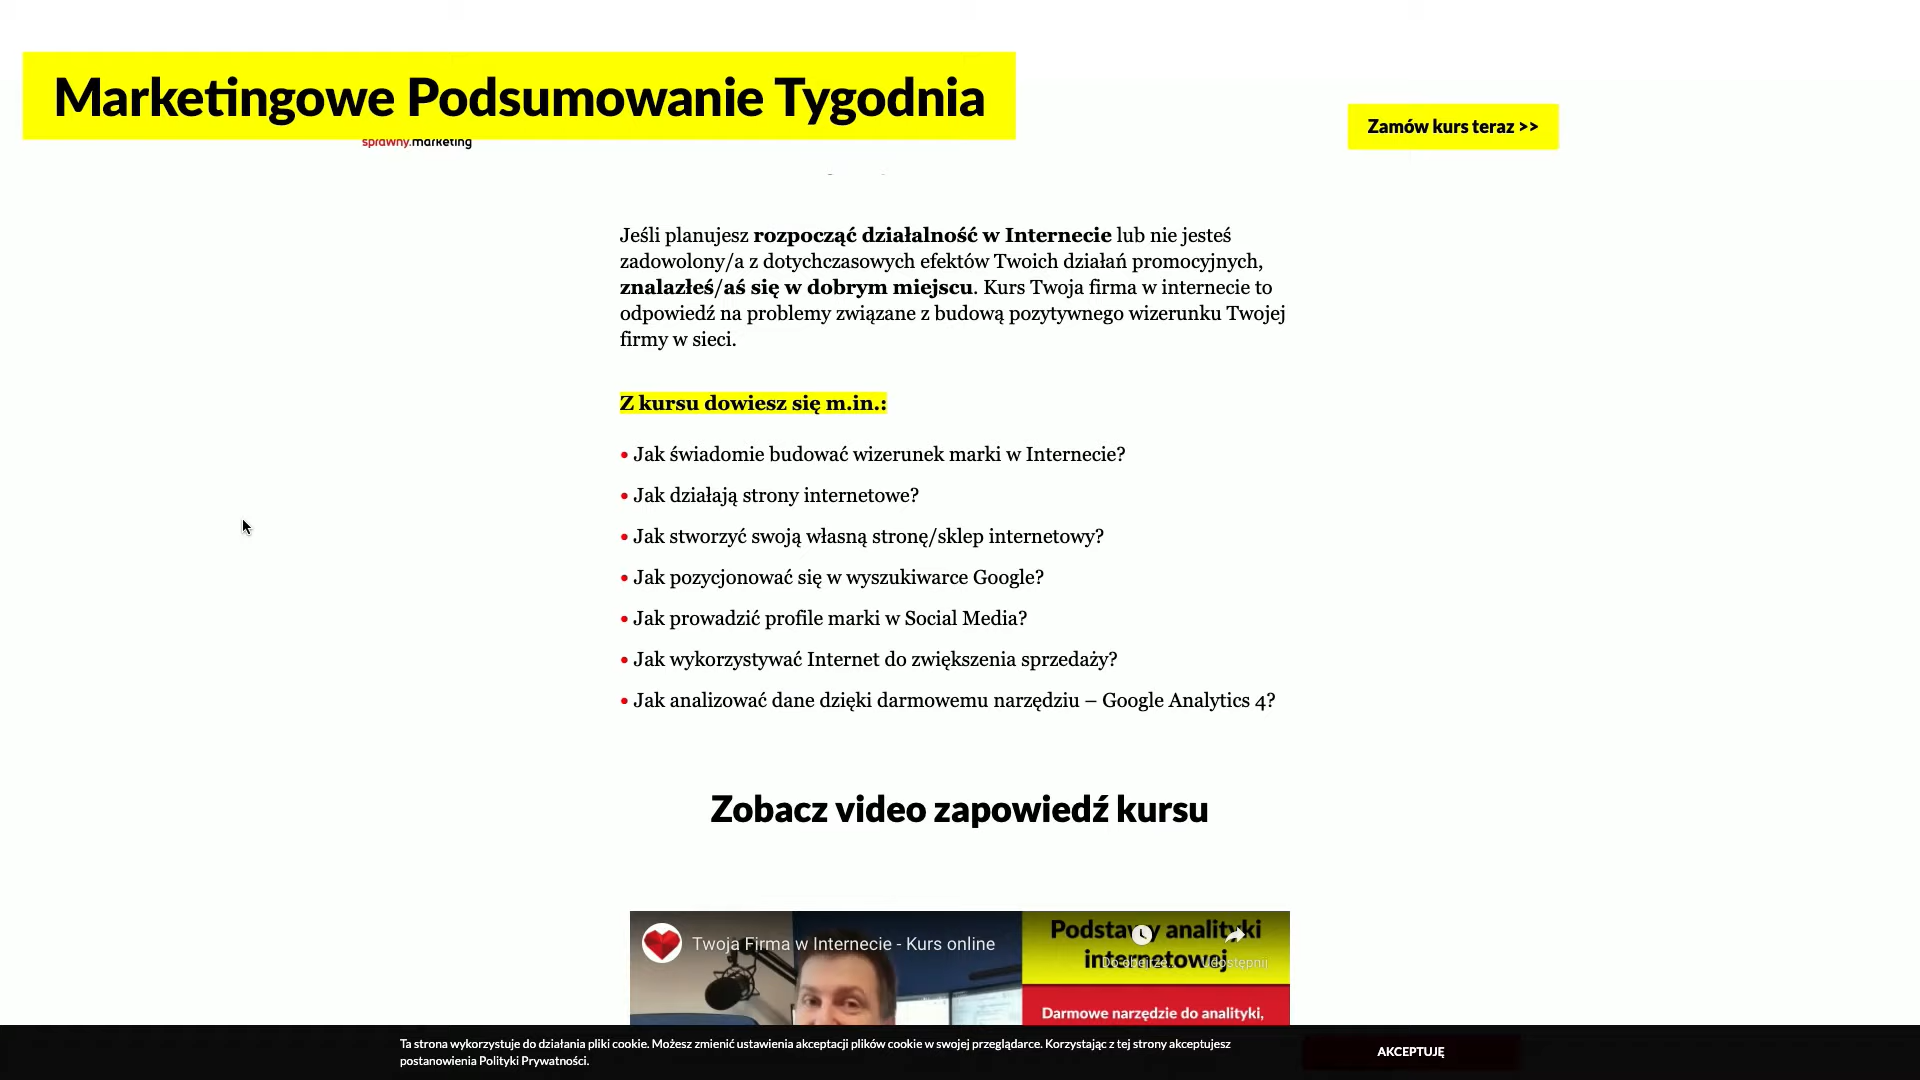 Marketingowe Podsumowanie Tygodnia
sprawny.marketing
Zamów kurs teraz >>
Jeśli planujesz rozpocząć działalność w Internecie lub nie jesteś
zadowolony/a z dotychczasowych efektów Twoich działań promocyjnych,
znalazłeś/aś się w dobrym miejscu. Kurs Twoja firma w internecie to
odpowiedź na problemy związane z budową pozytywnego wizerunku Twojej
firmy w sieci.
Z kursu dowiesz się m.in.:
• Jak świadomie budować wizerunek marki w Internecie?
• Jak działają strony internetowe?
• Jak stworzyć swoją własną stronę/sklep internetowy?
• Jak pozycjonować się w wyszukiwarce Google?
• Jak prowadzić profile marki w Social Media?
• Jak wykorzystywać Internet do zwiększenia sprzedaży?
• Jak analizować dane dzięki darmowemu narzędziu – Google Analytics 4?
Zobacz video zapowiedź kursu
Twoja Firma w Internecie - Kurs online
Podstawy analityki
internetowej
Do obejrze...
Udostępnij
Darmowe narzędzie do analityki,
Ta strona wykorzystuje do działania pliki cookie. Możesz zmienić ustawienia akceptacji plików cookie w swojej przeglądarce. Korzystając z tej strony akceptujesz
postanowienia Polityki Prywatności.
AKCEPTUJĘ